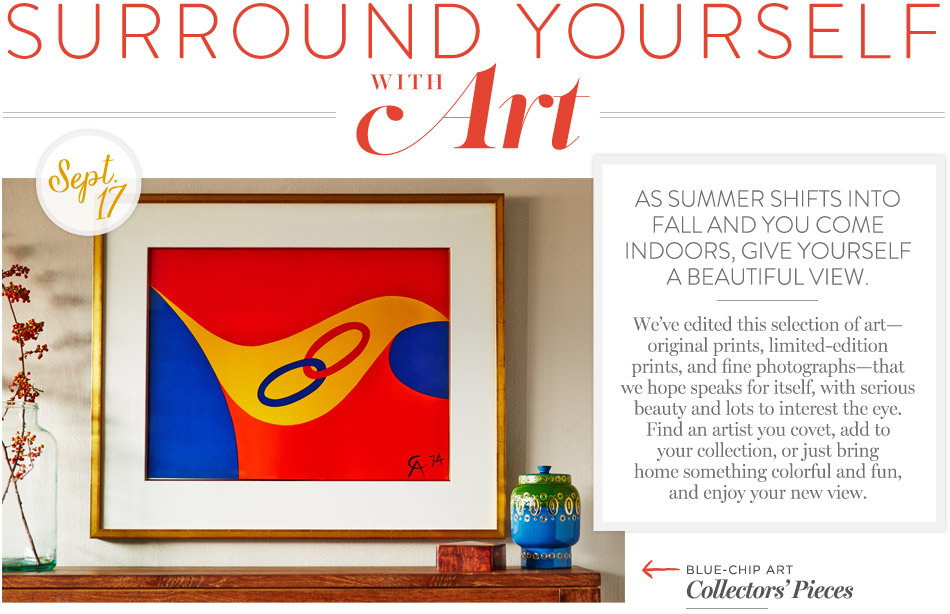 SURROUND YOURSELF
WITH
Art
Sept.
17
AS SUMMER SHIFTS INTO
FALL AND YOU COME
INDOORS, GIVE YOURSELF
A BEAUTIFUL VIEW.
We've edited this selection of art—
original prints, limited-edition
prints, and fine photographs—that
we hope speaks for itself, with serious
beauty and lots to interest the eye.
Find an artist you covet, add to
your collection, or just bring
home something colorful and fun,
and enjoy your new view.
CA 74
BLUE-CHIP ART
Collectors' Pieces